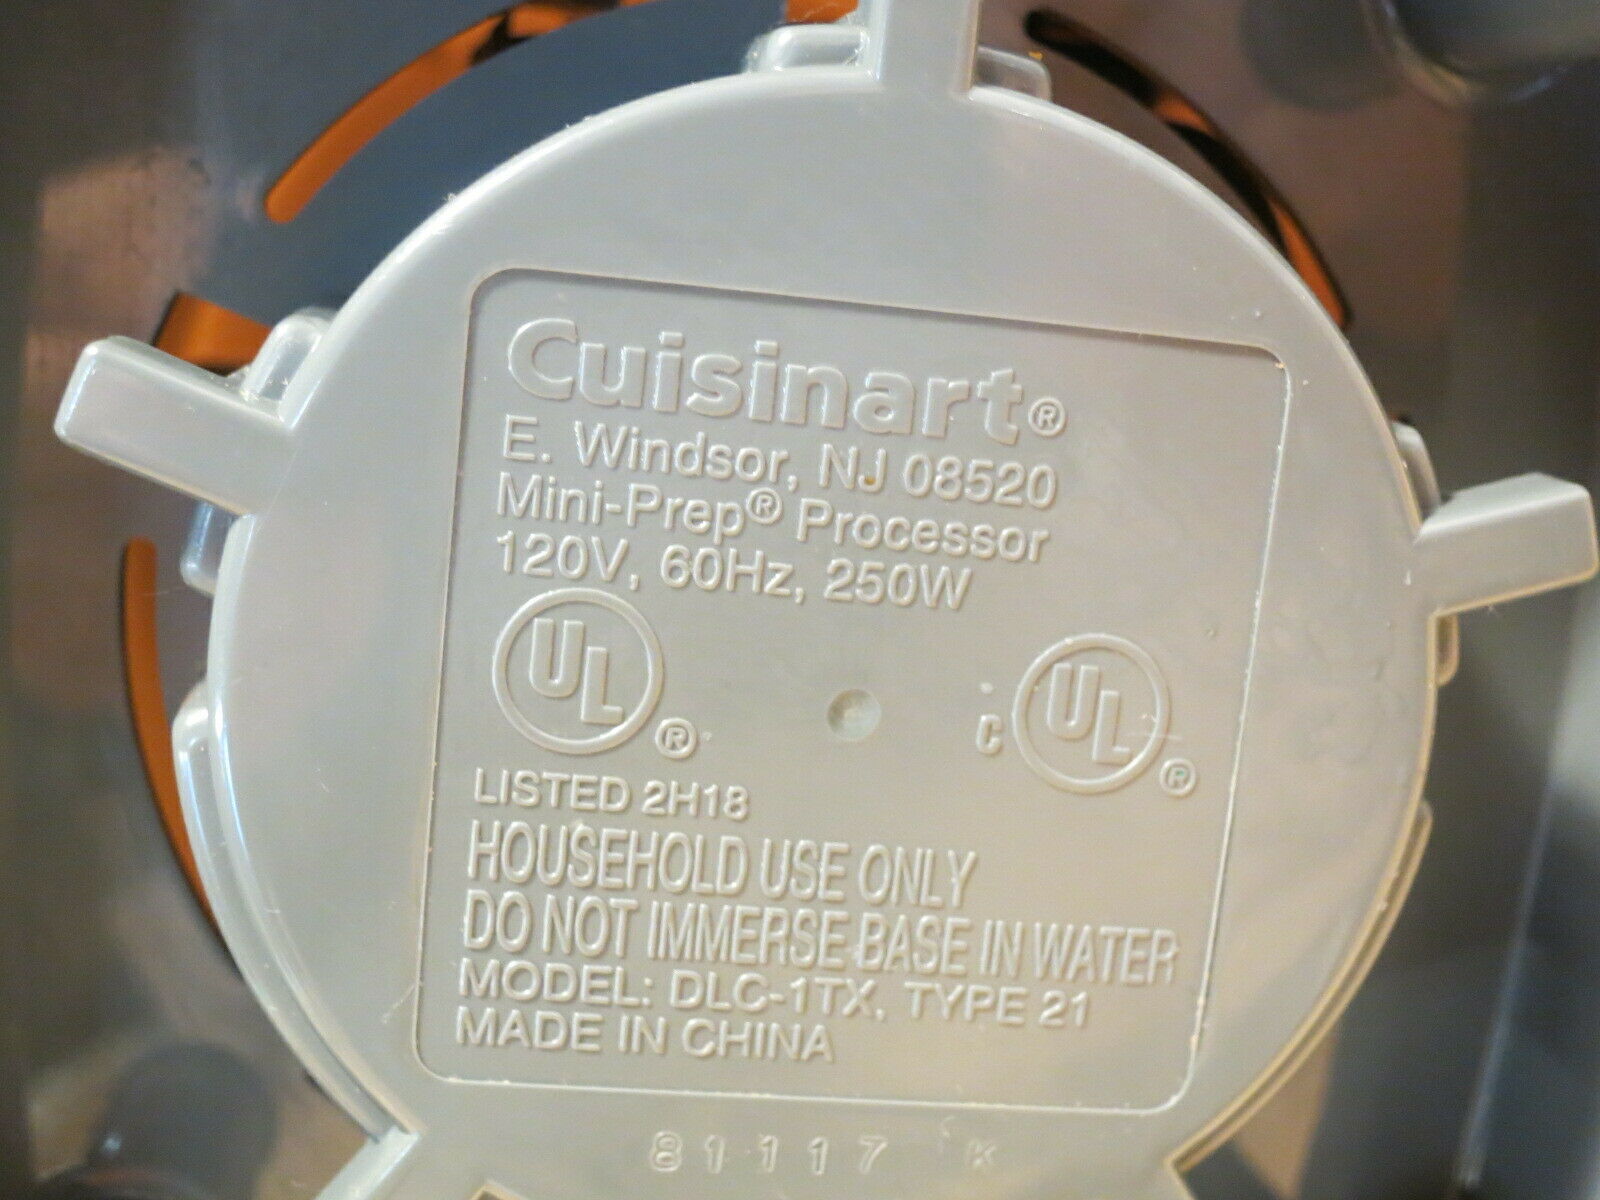 Cuisinart®
E. Windsor, NJ 08520
Mini-Prep® Processor
120V, 60Hz, 250W
UL® C UL®
LISTED 2H18
HOUSEHOLD USE ONLY
DO NOT IMMERSE BASE IN WATER
MODEL: DLC-1TX, TYPE 21
MADE IN CHINA
81117 K